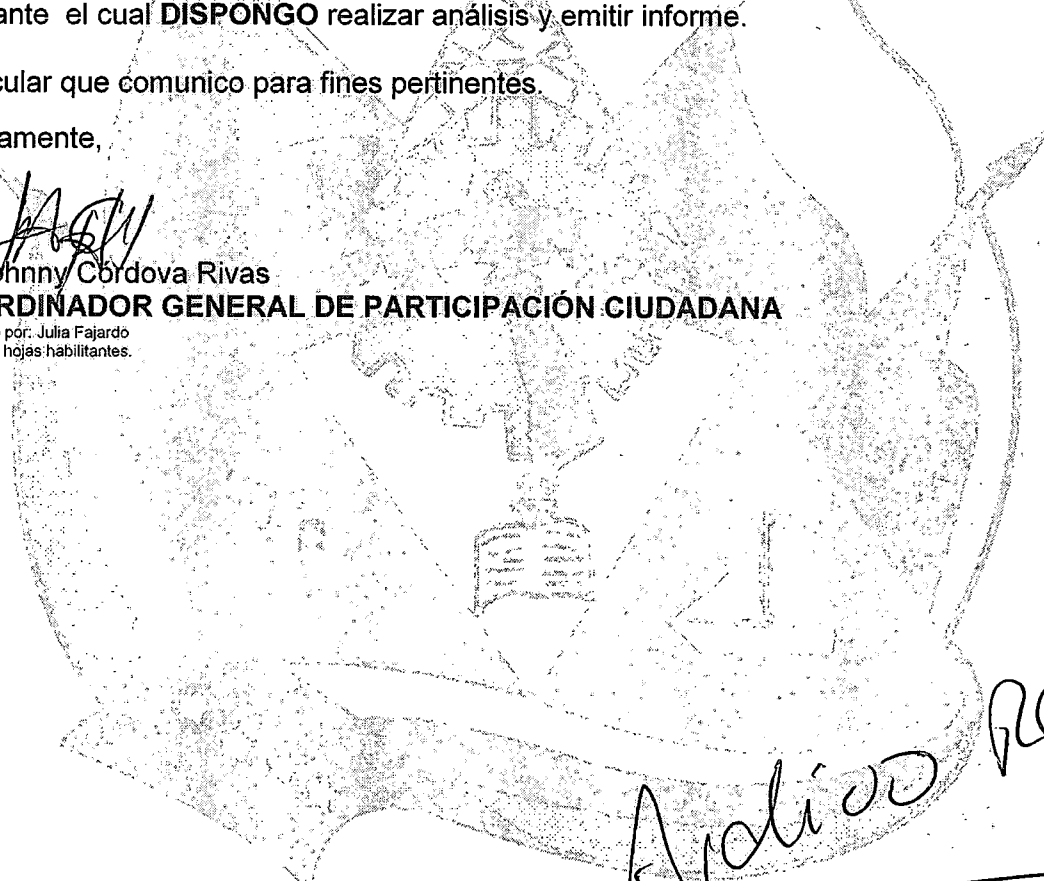 ante el cual DISPONGO realizar análisis y emitir informe.
cular que comunico para fines pertinentes.
amente,
ohnny Córdova Rivas
RDINADOR GENERAL DE PARTICIPACIÓN CIUDADANA
por: Julia Fajardo
hojas habilitantes.